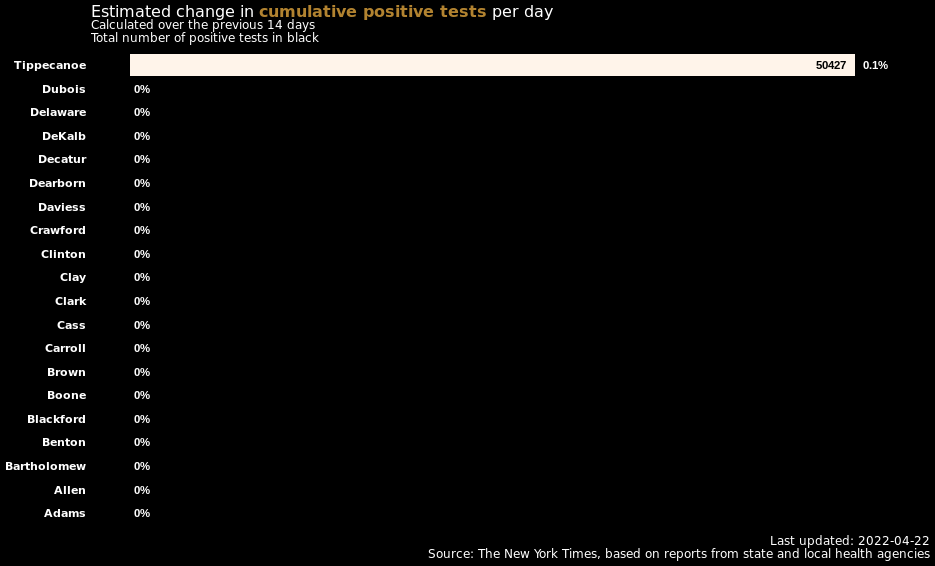 Estimated change in cumulative positive tests per day
Calculated over the previous 14 days
Total number of positive tests in black
Tippecanoe 50427 0.1%
Dubois 0%
Delaware 0%
DeKalb 0%
Decatur 0%
Dearborn 0%
Daviess 0%
Crawford 0%
Clinton 0%
Clay 0%
Clark 0%
Cass 0%
Carroll 0%
Brown 0%
Boone 0%
Blackford 0%
Benton 0%
Bartholomew 0%
Allen 0%
Adams 0%
Last updated: 2022-04-22
Source: The New York Times, based on reports from state and local health agencies